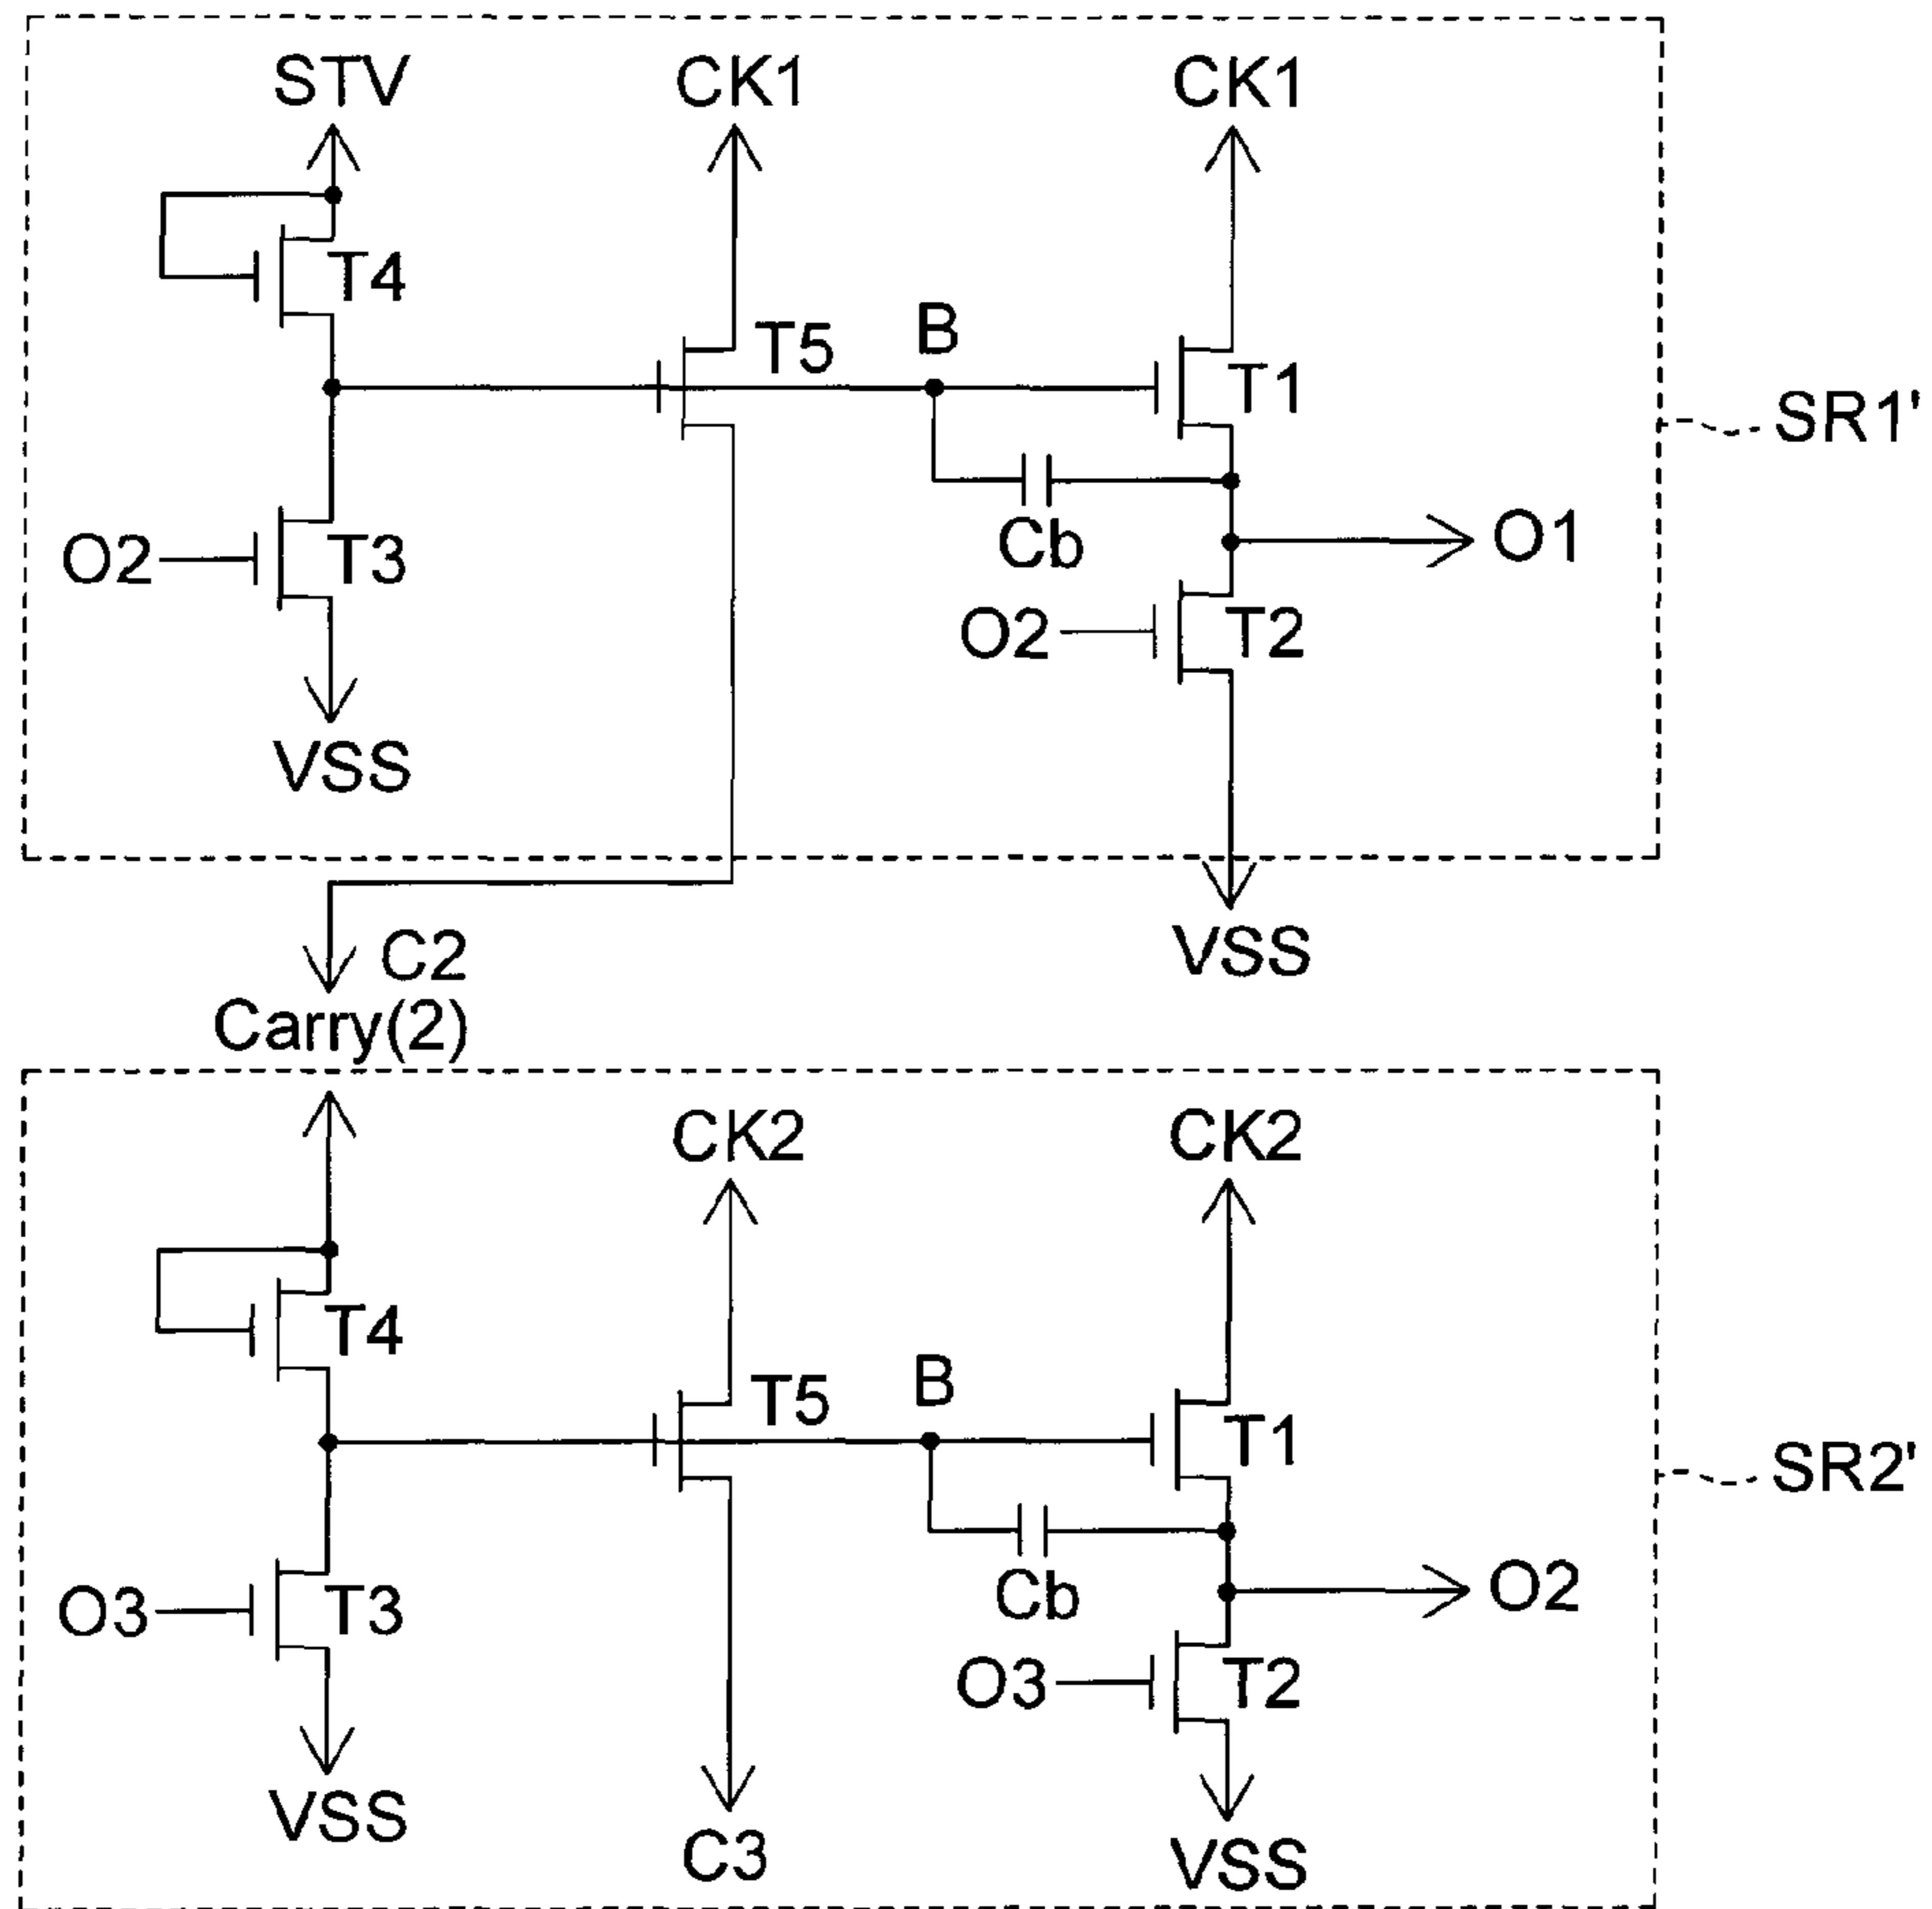 STV CK1 CK1
T4
T5 B T1
SR1'
O2 T3 Cb O1
O2 T2
VSS
C2 VSS
Carry(2)
CK2 CK2
T4
T5 B T1
SR2'
O3 T3 Cb O2
O3 T2
VSS C3 VSS